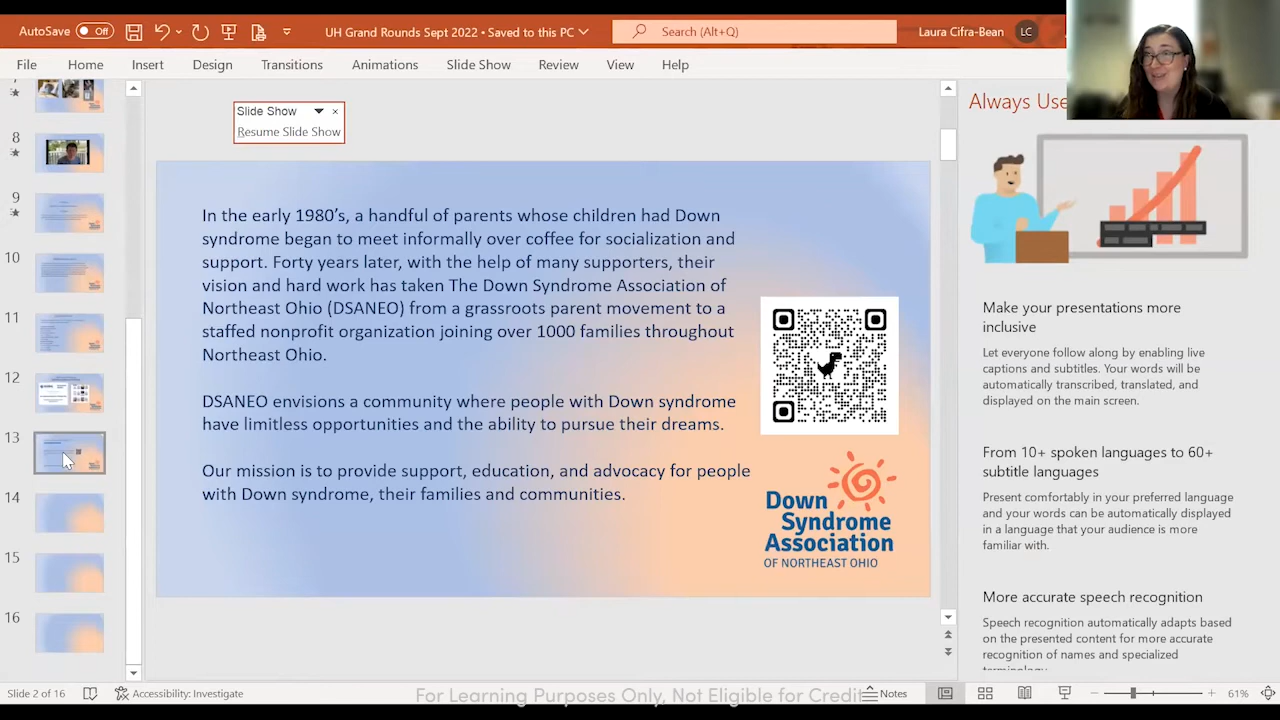 AutoSave Off
UH Grand Rounds Sept 2022 • Saved to this PC
Search (Alt+Q)
Laura Cifra-Bean LC
File Home Insert Design Transitions Animations Slide Show Review View Help
8
9
10
11
12
13
14
15
16
Slide Show
Resume Slide Show
In the early 1980's, a handful of parents whose children had Down
syndrome began to meet informally over coffee for socialization and
support. Forty years later, with the help of many supporters, their
vision and hard work has taken The Down Syndrome Association of
Northeast Ohio (DSANEO) from a grassroots parent movement to a
staffed nonprofit organization joining over 1000 families throughout
Northeast Ohio.
DSANEO envisions a community where people with Down syndrome
have limitless opportunities and the ability to pursue their dreams.
Our mission is to provide support, education, and advocacy for people
with Down syndrome, their families and communities.
Down
Syndrome
Association
OF NORTHEAST OHIO
Always Use
Make your presentations more
inclusive
Let everyone follow along by enabling live
captions and subtitles. Your words will be
automatically transcribed, translated, and
displayed on the main screen.
From 10+ spoken languages to 60+
subtitle languages
Present comfortably in your preferred language
and your words can be automatically displayed
in a language that your audience is more
familiar with.
More accurate speech recognition
Speech recognition automatically adapts based
on the presented content for more accurate
recognition of names and specialized
terminology.
Slide 2 of 16
Accessibility: Investigate
For Learning Purposes Only, Not Eligible for Credit
Notes
61%